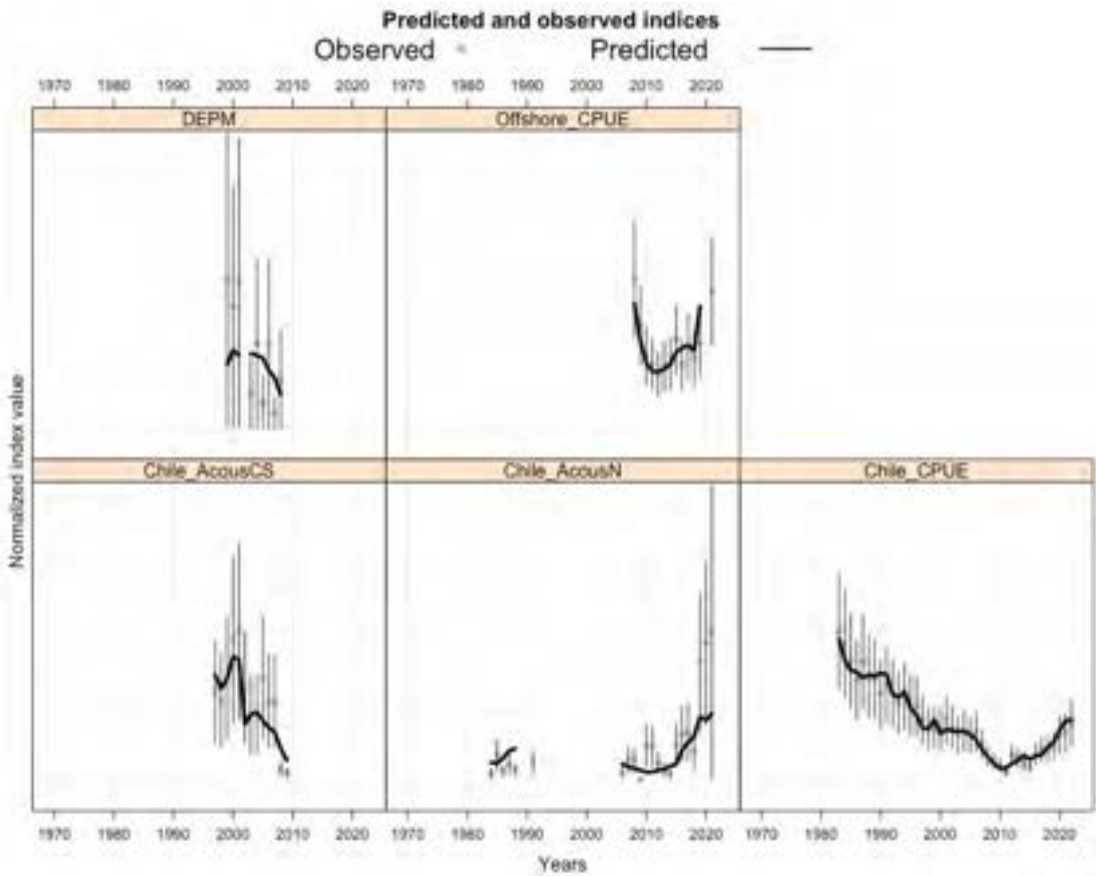 Predicted and observed indices
Observed Predicted
1970 1980 1990 2000 2010 2020 1970 1980 1990 2000 2010 2020
DEPM Offshore_CPUE
Normalized index value
Chile_AcousCS Chile_AcousN Chile_CPUE
1970 1980 1990 2000 2010 2020 1970 1980 1990 2000 2010 2020 1970 1980 1990 2000 2010 2020
Years